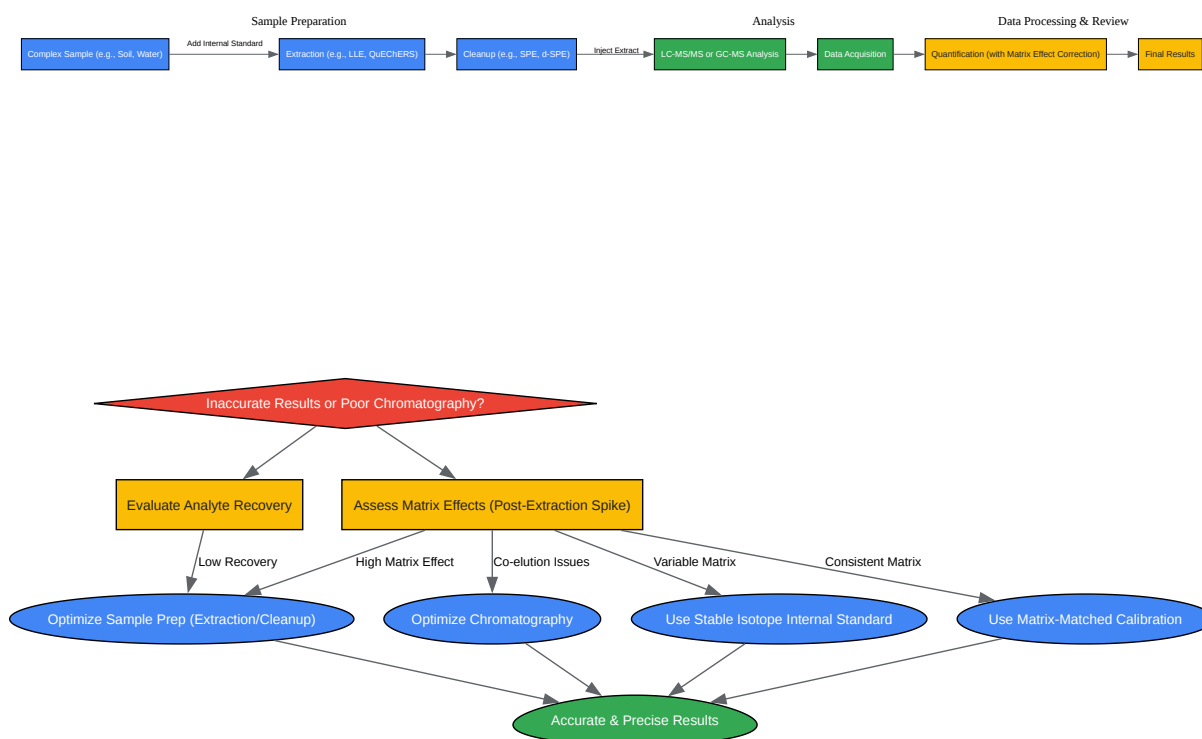 Sample Preparation
Analysis
Data Processing & Review
Complex Sample (e.g., Soil, Water)
Add Internal Standard
Extraction (e.g., LLE, QuEChERS)
Cleanup (e.g., SPE, d-SPE)
Inject Extract
LC-MS/MS or GC-MS Analysis
Data Acquisition
Quantification (with Matrix Effect Correction)
Final Results
Inaccurate Results or Poor Chromatography?
Evaluate Analyte Recovery
Assess Matrix Effects (Post-Extraction Spike)
Low Recovery
High Matrix Effect
Co-elution Issues
Variable Matrix
Consistent Matrix
Optimize Sample Prep (Extraction/Cleanup)
Optimize Chromatography
Use Stable Isotope Internal Standard
Use Matrix-Matched Calibration
Accurate & Precise Results